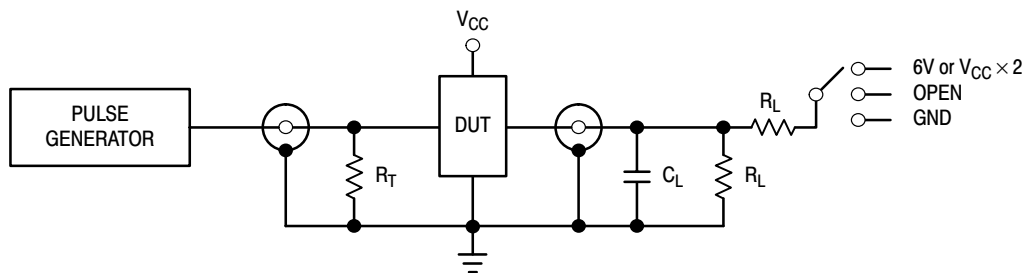 V_CC
6V or V_CC × 2
OPEN
GND
R_L
PULSE
GENERATOR
DUT
R_T
C_L
R_L